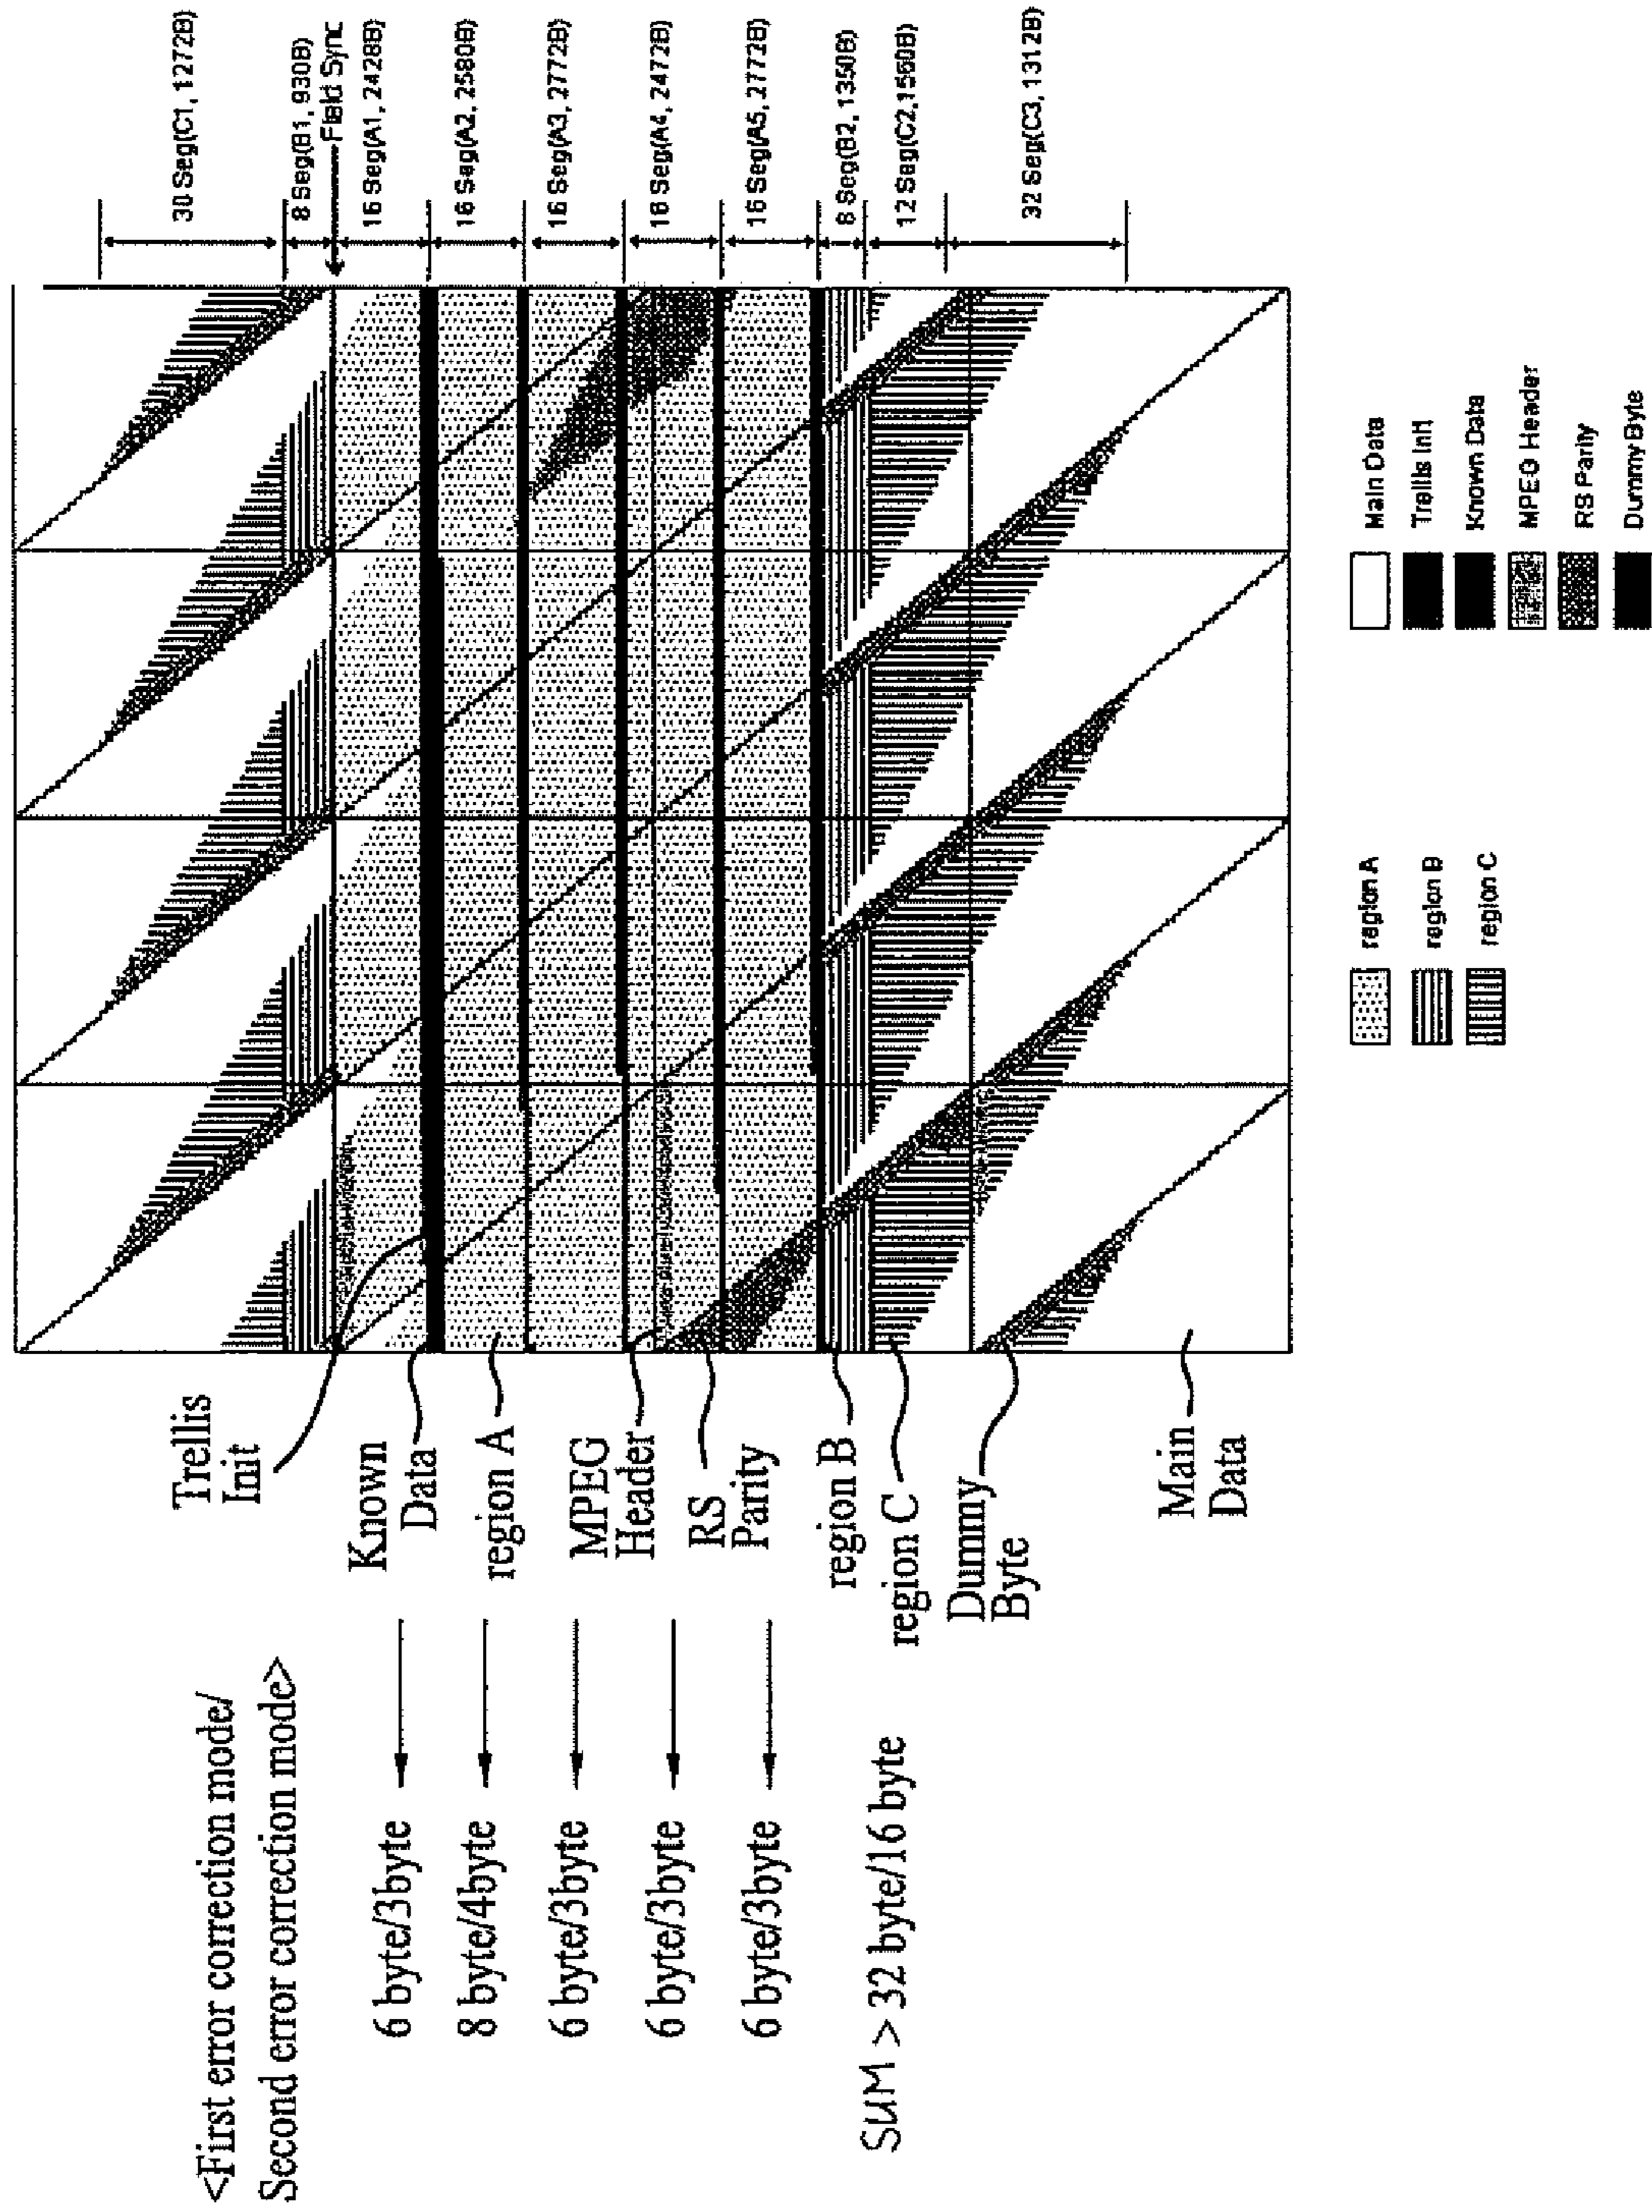 <First error correction mode/
Second error correction mode>
6 byte/3byte
8 byte/4byte
6 byte/3byte
6 byte/3byte
6 byte/3byte
SUM > 32 byte/16 byte
Trellis
Init
Known
Data
region A
MPEG
Header
RS
Parity
region B
region C
Dummy
Byte
Main
Data
30 Seg(C1, 1272B)
8 Seg(B1, 930B)
Field Sync
16 Seg(A1, 2428B)
16 Seg(A2, 2580B)
16 Seg(A3, 2772B)
16 Seg(A4, 2472B)
16 Seg(A5, 2772B)
8 Seg(B2, 1350B)
12 Seg(C2,1560B)
32 Seg(C3, 1312B)
region A
region B
region C
Main Data
Trellis Init
Known Data
MPEG Header
RS Parity
Dummy Byte